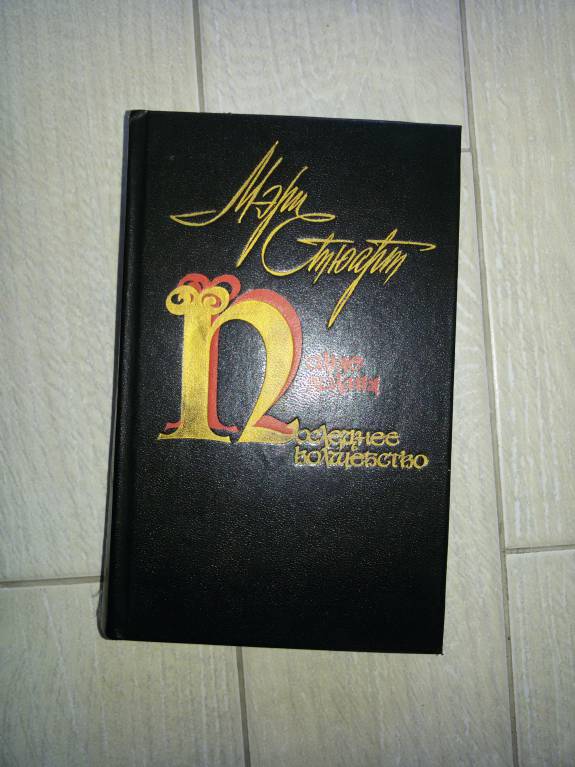 Мэри
Стюарт
Полые
холмы
Последнее
волшебство